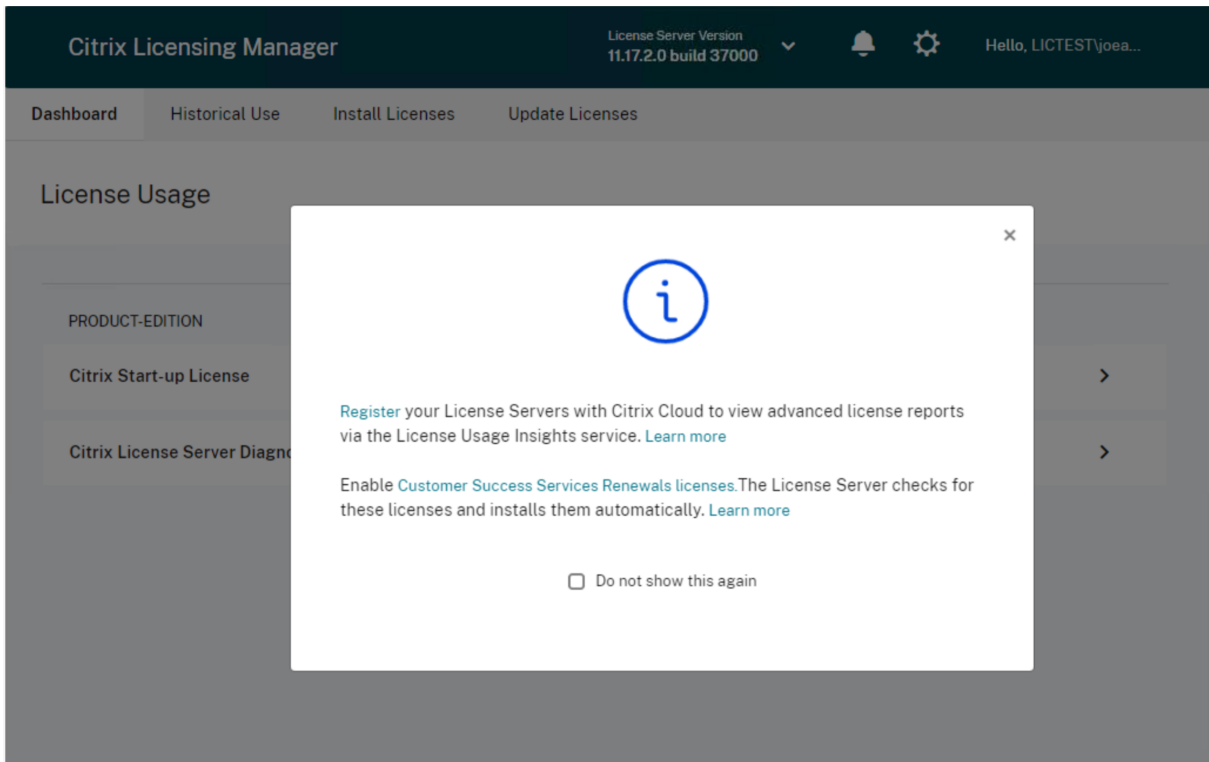 Citrix Licensing Manager
License Server Version
11.17.2.0 build 37000
Hello, LICTEST\joea...
Dashboard Historical Use Install Licenses Update Licenses
License Usage
PRODUCT-EDITION
Citrix Start-up License
Citrix License Server
×
Register your License Servers with Citrix Cloud to view advanced license reports
via the License Usage Insights service. Learn more
Enable Customer Success Services Renewals licenses.The License Server checks for
these licenses and installs them automatically. Learn more
Do not show this again